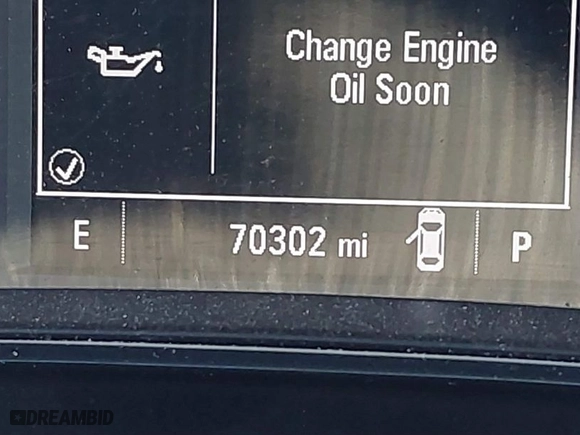 Change Engine
Oil Soon
E
70302 mi
P
DREAMBID